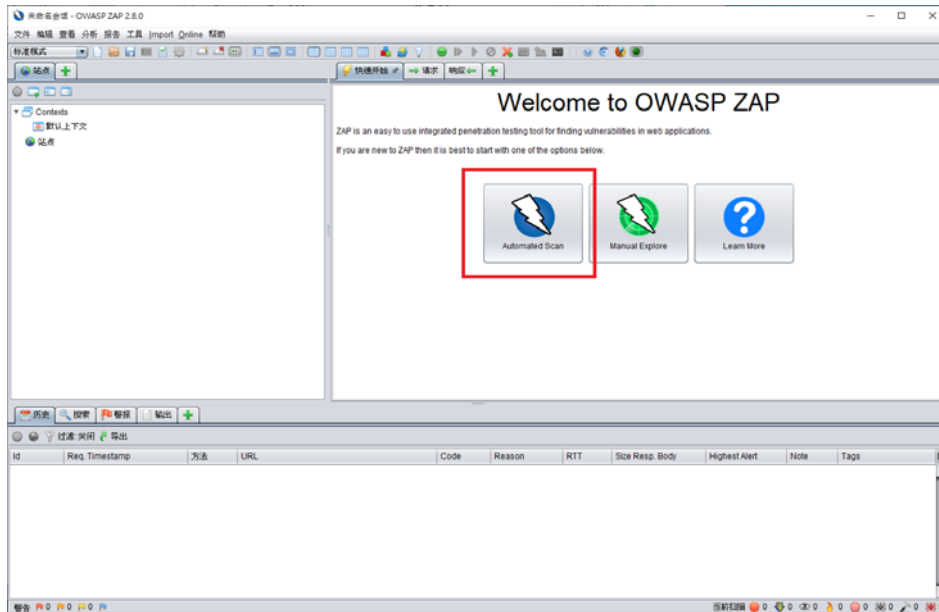 未命名会话 - OWASP ZAP 2.8.0
文件 编辑 查看 分析 报告 工具 Import Online 帮助
标准模式
站点
快速开始 请求 响应
Contexts
默认上下文
站点
Welcome to OWASP ZAP
ZAP is an easy to use integrated penetration testing tool for finding vulnerabilities in web applications.
If you are new to ZAP then it is best to start with one of the options below.
Automated Scan Manual Explore Learn More
历史 搜索 警报 输出
过滤: 关闭 导出
Id Req. Timestamp 方法 URL Code Reason RTT Size Resp. Body Highest Alert Note Tags
警告 0 0 0 当前扫描 0 0 0 0 0 0 0